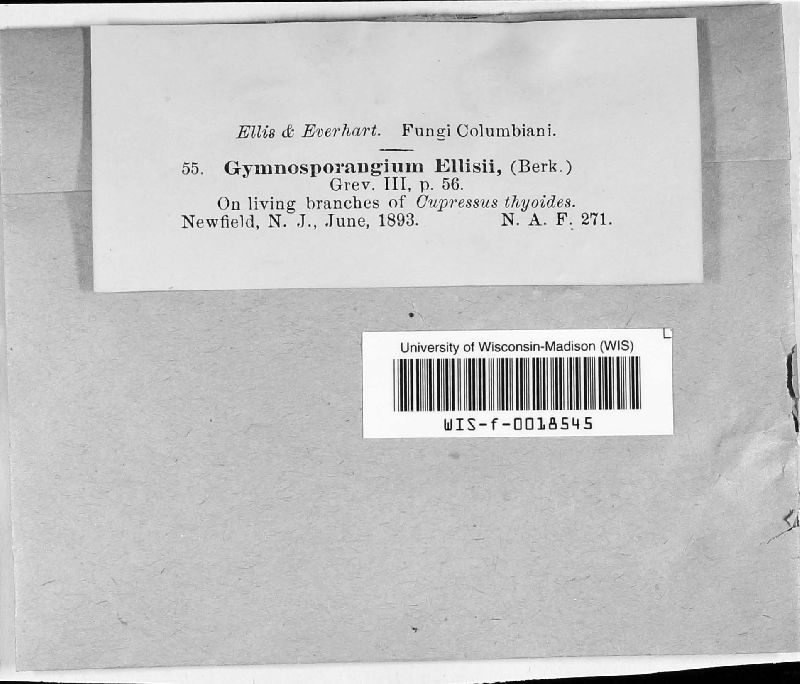 Ellis & Everhart. Fungi Columbiani.
55. Gymnosporangium Ellisii, (Berk.)
Grev. III, p. 56.
On living branches of Cupressus thyoides.
Newfield, N. J., June, 1893. N. A. F. 271.
University of Wisconsin-Madison (WIS)
WIS-f-0018545